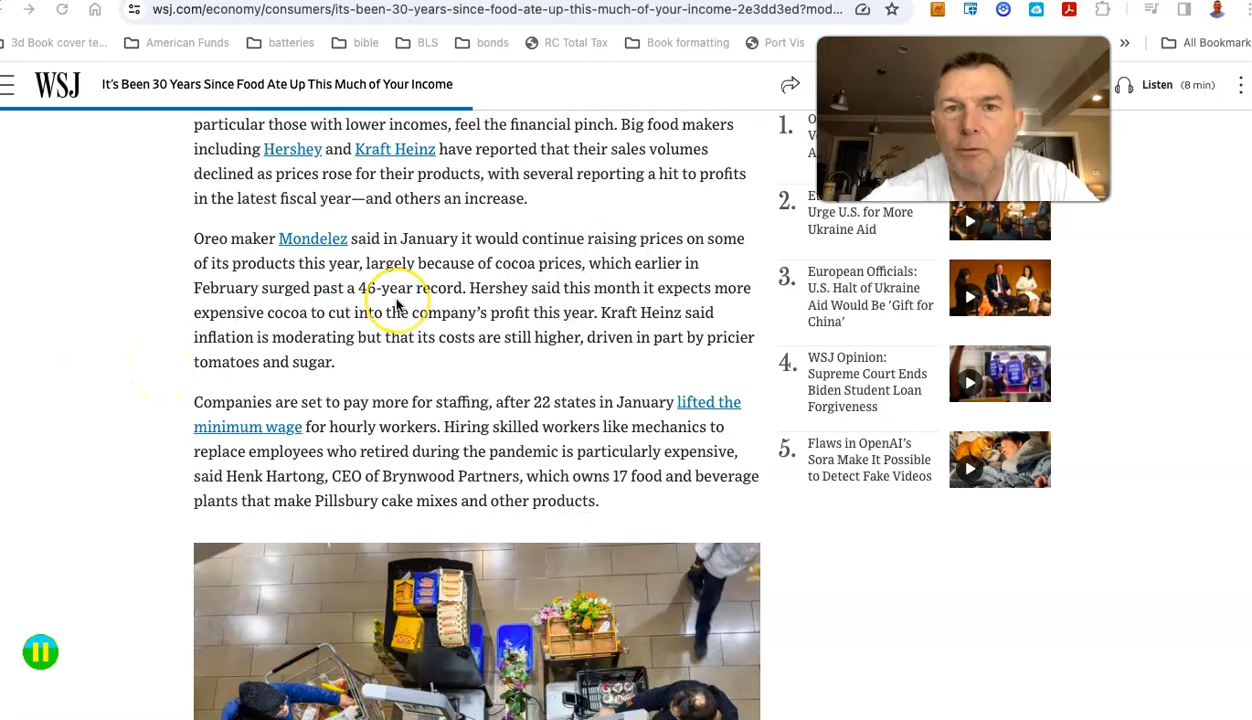 wsj.com/economy/consumers/its-been-30-years-since-food-ate-up-this-much-of-your-income-2e3dd3ed?mod...
3d Book cover te...
American Funds
batteries
bible
BLS
bonds
RC Total Tax
Book formatting
Port Vis
»
All Bookmark
WSJ
It's Been 30 Years Since Food Ate Up This Much of Your Income
Listen (8 min)
particular those with lower incomes, feel the financial pinch. Big food makers
including Hershey and Kraft Heinz have reported that their sales volumes
declined as prices rose for their products, with several reporting a hit to profits
in the latest fiscal year—and others an increase.
Oreo maker Mondelez said in January it would continue raising prices on some
of its products this year, largely because of cocoa prices, which earlier in
February surged past a 46-year record. Hershey said this month it expects more
expensive cocoa to cut into the company's profit this year. Kraft Heinz said
inflation is moderating but that its costs are still higher, driven in part by pricier
tomatoes and sugar.
Companies are set to pay more for staffing, after 22 states in January lifted the
minimum wage for hourly workers. Hiring skilled workers like mechanics to
replace employees who retired during the pandemic is particularly expensive,
said Henk Hartong, CEO of Brynwood Partners, which owns 17 food and beverage
plants that make Pillsbury cake mixes and other products.
1.
2.
Urge U.S. for More
Ukraine Aid
3.
European Officials:
U.S. Halt of Ukraine
Aid Would Be 'Gift for
China'
4.
WSJ Opinion:
Supreme Court Ends
Biden Student Loan
Forgiveness
5.
Flaws in OpenAI's
Sora Make It Possible
to Detect Fake Videos